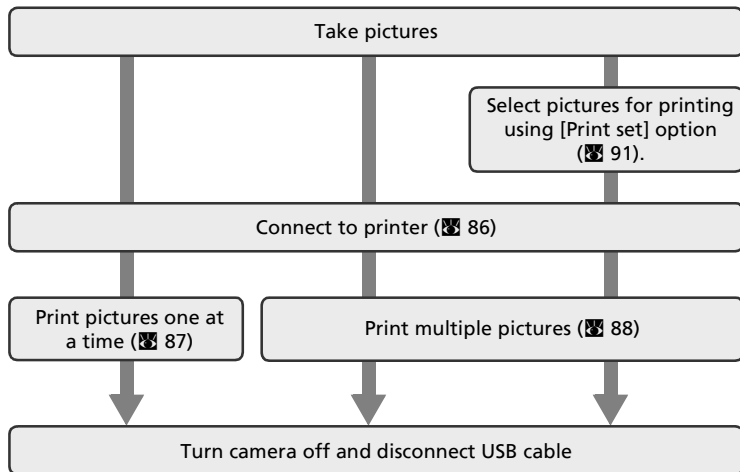 Take pictures
Select pictures for printing
using [Print set] option
( 91).
Connect to printer ( 86)
Print pictures one at
a time ( 87)
Print multiple pictures ( 88)
Turn camera off and disconnect USB cable